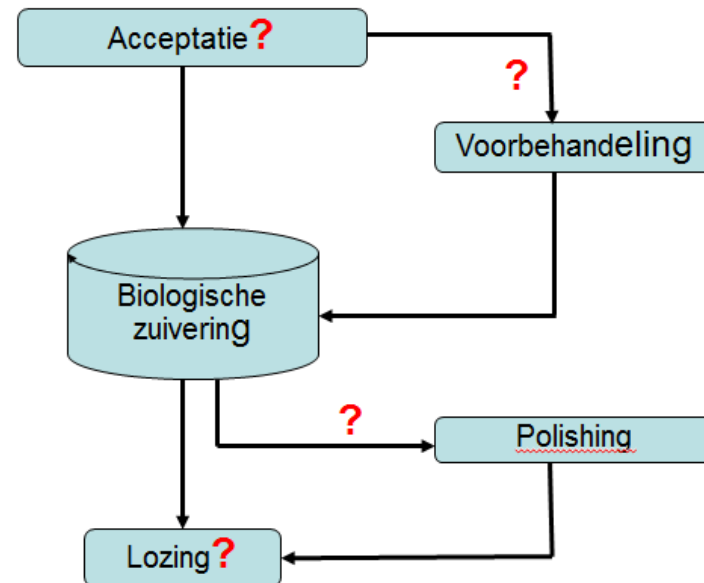 Acceptatie?
?
Voorbehandeling
Biologische
zuivering
?
Polishing
Lozing?